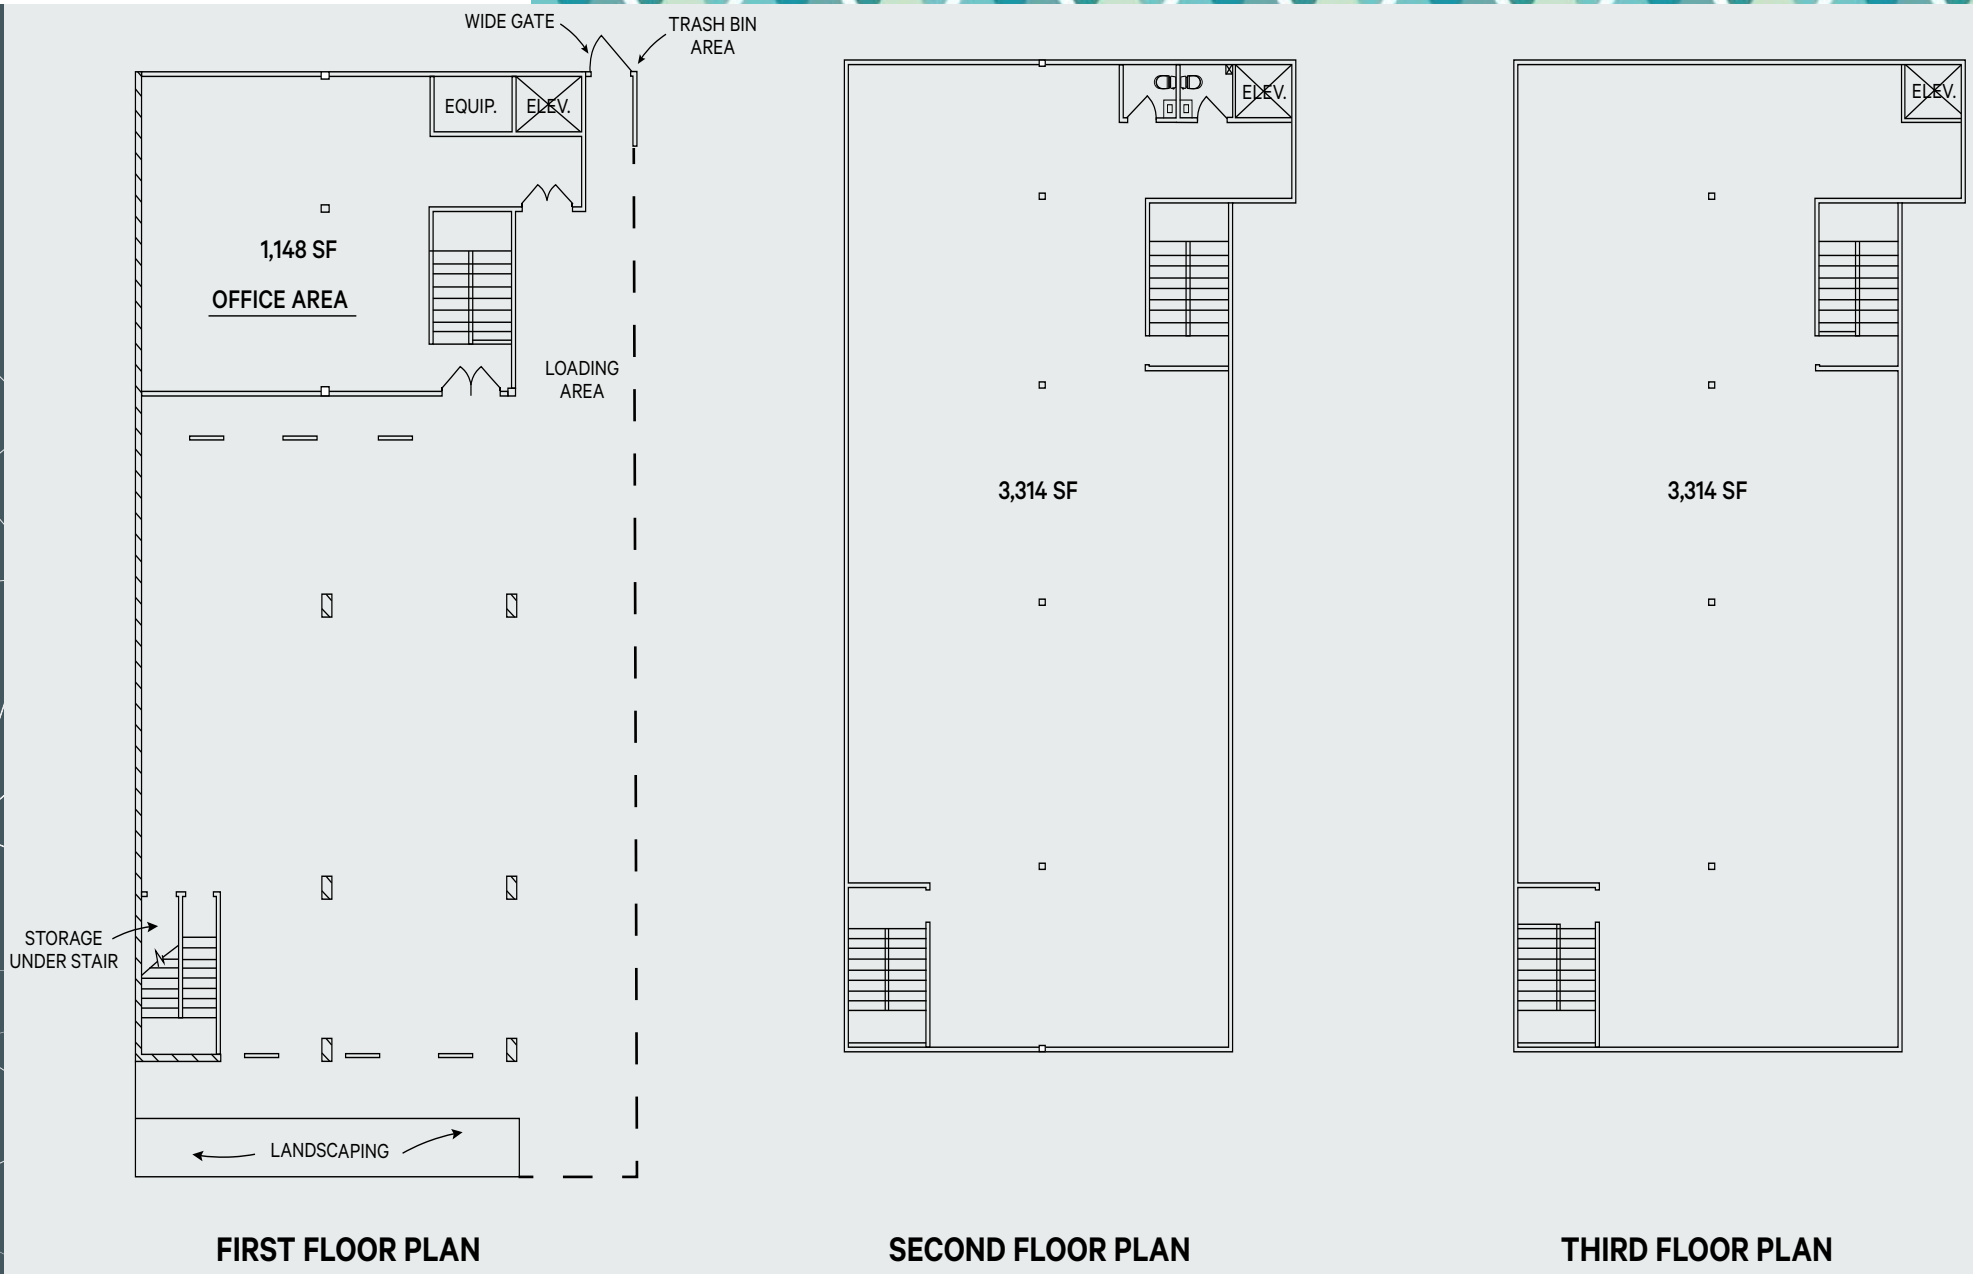 WIDE GATE
TRASH BIN
AREA
EQUIP.
ELEV.
1,148 SF
OFFICE AREA
LOADING
AREA
STORAGE
UNDER STAIR
LANDSCAPING
FIRST FLOOR PLAN
ELEV.
3,314 SF
SECOND FLOOR PLAN
ELEV.
3,314 SF
THIRD FLOOR PLAN